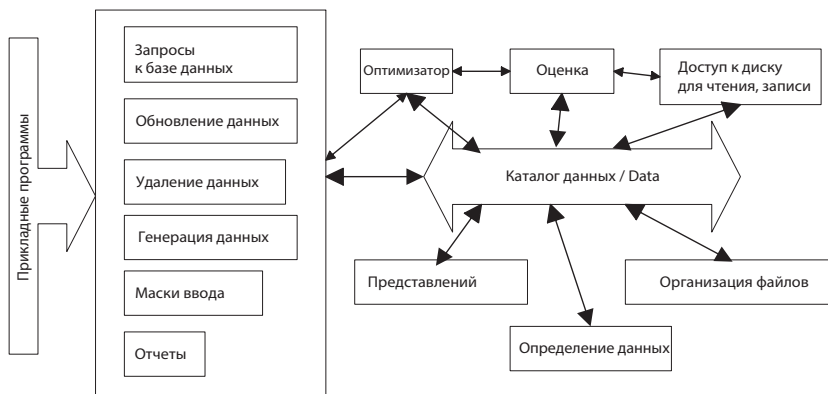 Прикладные программы
Запросы
к базе данных
Обновление данных
Удаление данных
Генерация данных
Маски ввода
Отчеты
Оптимизатор
Оценка
Доступ к диску
для чтения, записи
Каталог данных / Data
Представлений
Организация файлов
Определение данных